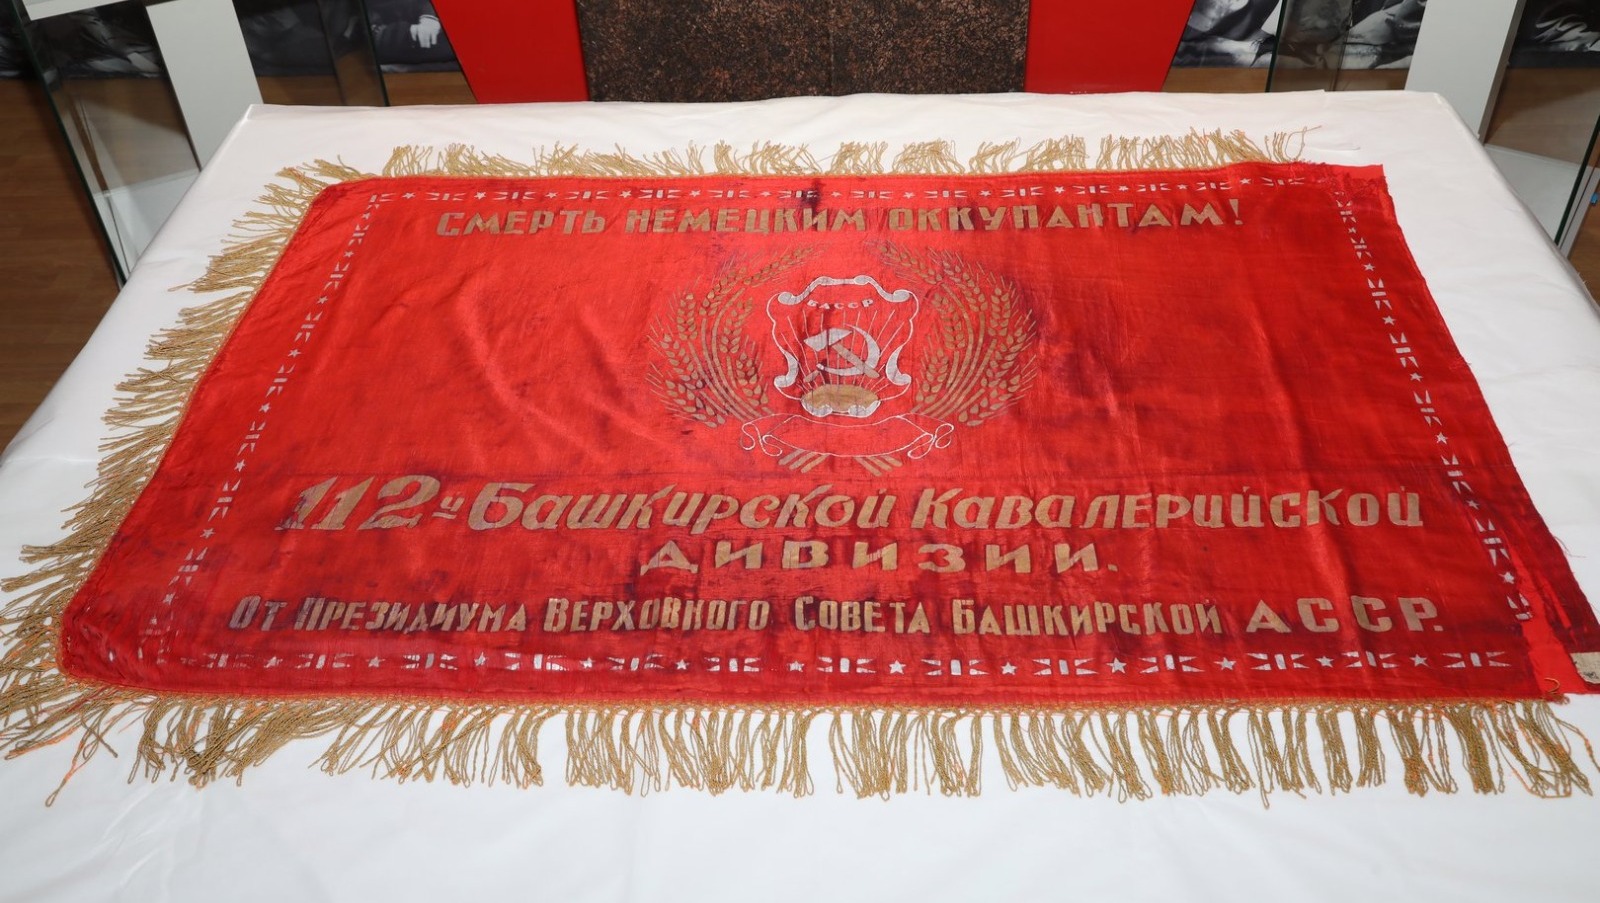 СМЕРТЬ НЕМЕЦКИМ ОККУПАНТАМ!
БАССР
112-й Башкирской Кавалерийской
ДИВИЗИИ.
От Президиума Верховного Совета Башкирской АССР.